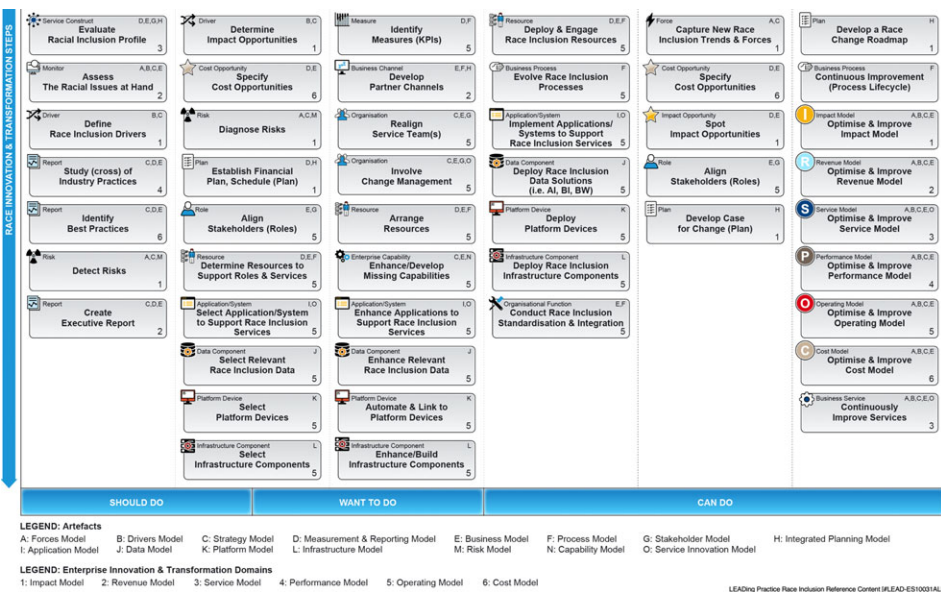 RACE INNOVATION & TRANSFORMATION STEPS
Service Construct D,E,G,H
Evaluate
Racial Inclusion Profile
3
Monitor A,B,C,E
Assess
The Racial Issues at Hand
2
Driver B,C
Define
Race Inclusion Drivers
1
Report C,D,E
Study (cross) of
Industry Practices
4
Report C,D,E
Identify
Best Practices
6
Risk A,C,M
Detect Risks
1
Report C,D,E
Create
Executive Report
2
Driver B,C
Determine
Impact Opportunities
1
Cost Opportunity D,E
Specify
Cost Opportunities
6
Risk A,C,M
Diagnose Risks
1
Plan D,H
Establish Financial
Plan, Schedule (Plan)
1
Role E,G
Align
Stakeholders (Roles)
5
Resource D,E,F
Determine Resources to
Support Roles & Services
5
Application/System I,O
Select Application/System
to Support Race Inclusion
Services
5
Data Component J
Select Relevant
Race Inclusion Data
5
Platform Device K
Select
Platform Devices
5
Infrastructure Component L
Select
Infrastructure Components
5
Measure D,F
Identify
Measures (KPIs)
5
Business Channel E,F,H
Develop
Partner Channels
2
Organisation C,E,G
Realign
Service Team(s)
5
Organisation C,E,G,O
Involve
Change Management
5
Resource D,E,F
Arrange
Resources
5
Enterprise Capability C,E,N
Enhance/Develop
Missing Capabilities
5
Application/System I,O
Enhance Applications to
Support Race Inclusion
Services
5
Data Component J
Enhance Relevant
Race Inclusion Data
5
Platform Device K
Automate & Link to
Platform Devices
5
Infrastructure Component L
Enhance/Build
Infrastructure Components
5
Resource D,E,F
Deploy & Engage
Race Inclusion Resources
5
Business Process F
Evolve Race Inclusion
Processes
5
Application/System I,O
Implement Applications/
Systems to Support
Race Inclusion Services
5
Data Component J
Deploy Race Inclusion
Data Solutions
(i.e. AI, BI, BW)
5
Platform Device K
Deploy
Platform Devices
5
Infrastructure Component L
Deploy Race Inclusion
Infrastructure Components
5
Organisational Function E,F
Conduct Race Inclusion
Standardisation & Integration
5
Force A,C
Capture New Race
Inclusion Trends & Forces
1
Cost Opportunity D,E
Specify
Cost Opportunities
6
Impact Opportunity D,E
Spot
Impact Opportunities
1
Role E,G
Align
Stakeholders (Roles)
5
Plan H
Develop Case
for Change (Plan)
1
Plan H
Develop a Race
Change Roadmap
1
Business Process F
Continuous Improvement
(Process Lifecycle)
5
I
Impact Model A,B,C,E
Optimise & Improve
Impact Model
1
R
Revenue Model A,B,C,E
Optimise & Improve
Revenue Model
2
S
Service Model A,B,C,E,O
Optimise & Improve
Service Model
3
P
Performance Model A,B,C,E
Optimise & Improve
Performance Model
4
O
Operating Model A,B,C,E
Optimise & Improve
Operating Model
5
C
Cost Model A,B,C,E
Optimise & Improve
Cost Model
6
Business Service A,B,C,E,O
Continuously
Improve Services
3
SHOULD DO WANT TO DO CAN DO
LEGEND: Artefacts
A: Forces Model B: Drivers Model C: Strategy Model D: Measurement & Reporting Model E: Business Model F: Process Model G: Stakeholder Model H: Integrated Planning Model
I: Application Model J: Data Model K: Platform Model L: Infrastructure Model M: Risk Model N: Capability Model O: Service Innovation Model
LEGEND: Enterprise Innovation & Transformation Domains
1: Impact Model 2: Revenue Model 3: Service Model 4: Performance Model 5: Operating Model 6: Cost Model
LEADing Practice Race Inclusion Reference Content [#LEAD-ES10031AL